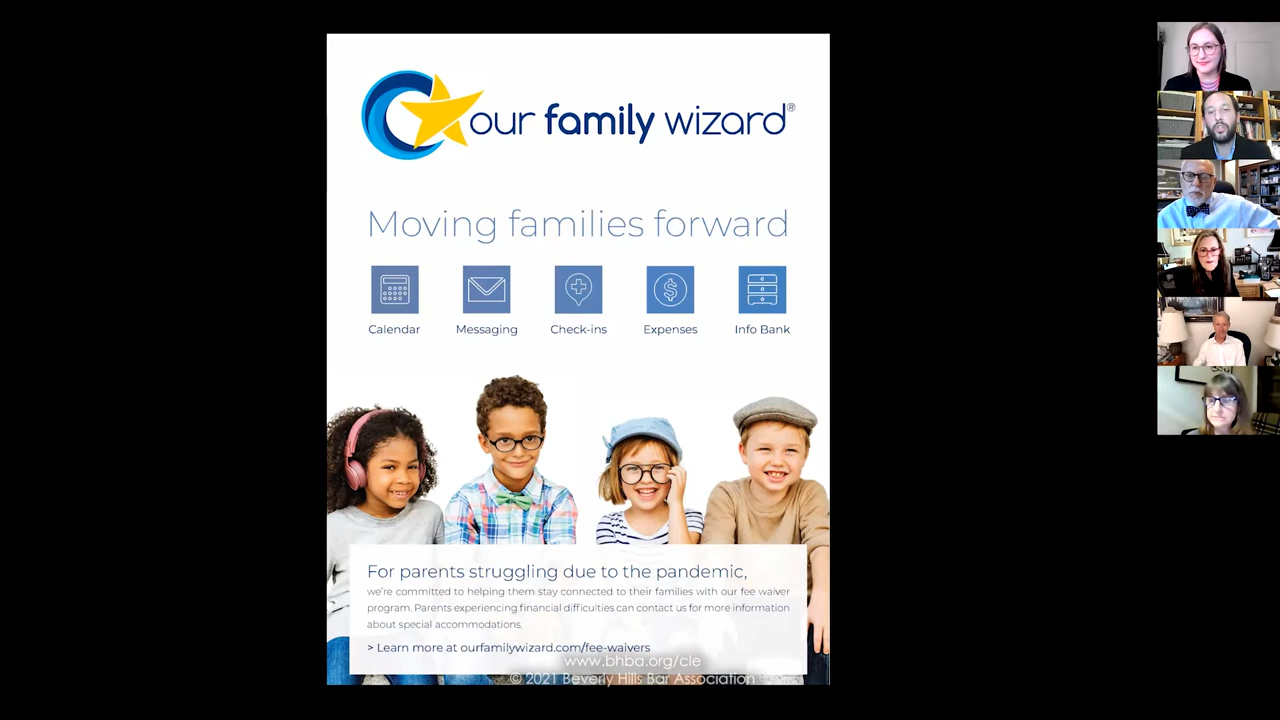 our family wizard®
Moving families forward
Calendar Messaging Check-ins Expenses Info Bank
For parents struggling due to the pandemic,
we're committed to helping them stay connected to their families with our fee waiver
program. Parents experiencing financial difficulties can contact us for more information
about special accommodations.
> Learn more at ourfamilywizard.com/fee-waivers
www.bhba.org/cle
© 2021 Beverly Hills Bar Association